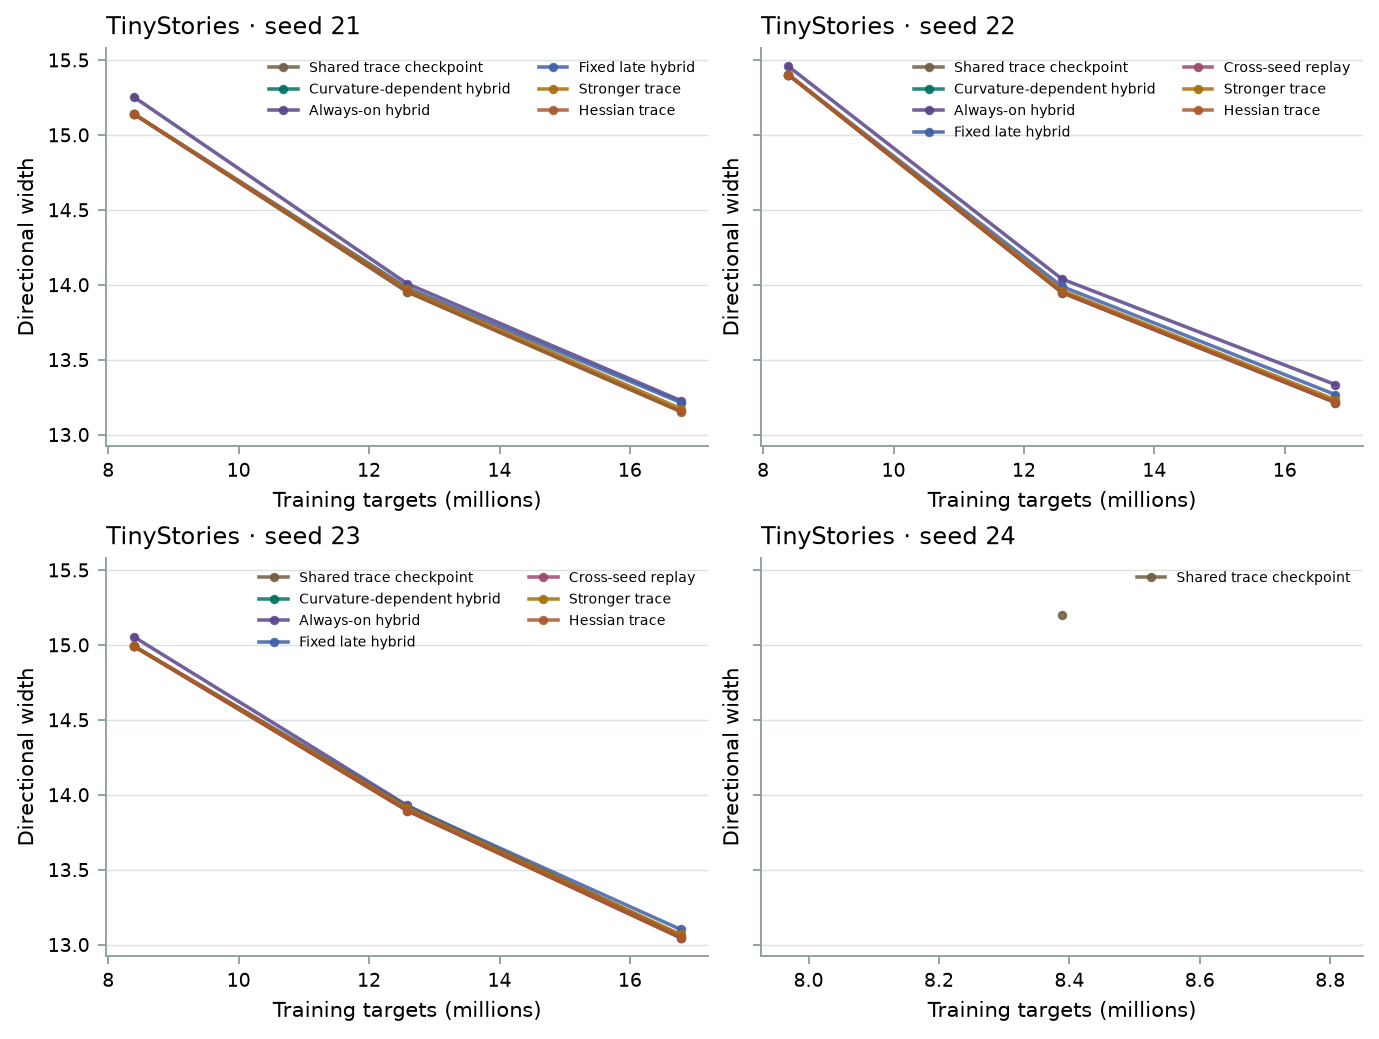 TinyStories · seed 21
15.5
15.0
14.5
14.0
13.5
13.0
Directional width
Shared trace checkpoint
Curvature-dependent hybrid
Always-on hybrid
Fixed late hybrid
Stronger trace
Hessian trace
8 10 12 14 16
Training targets (millions)
TinyStories · seed 22
Directional width
Shared trace checkpoint
Curvature-dependent hybrid
Always-on hybrid
Fixed late hybrid
Cross-seed replay
Stronger trace
Hessian trace
8 10 12 14 16
Training targets (millions)
TinyStories · seed 23
15.5
15.0
14.5
14.0
13.5
13.0
Directional width
Shared trace checkpoint
Curvature-dependent hybrid
Always-on hybrid
Fixed late hybrid
Cross-seed replay
Stronger trace
Hessian trace
8 10 12 14 16
Training targets (millions)
TinyStories · seed 24
Directional width
Shared trace checkpoint
8.0 8.2 8.4 8.6 8.8
Training targets (millions)